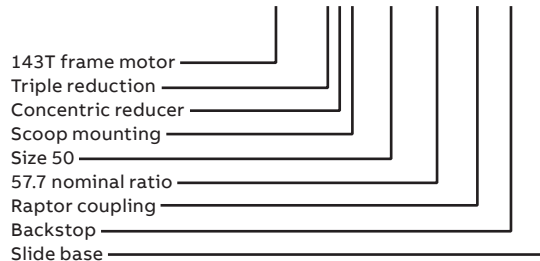 143T frame motor
Triple reduction
Concentric reducer
Scoop mounting
Size 50
57.7 nominal ratio
Raptor coupling
Backstop
Slide base